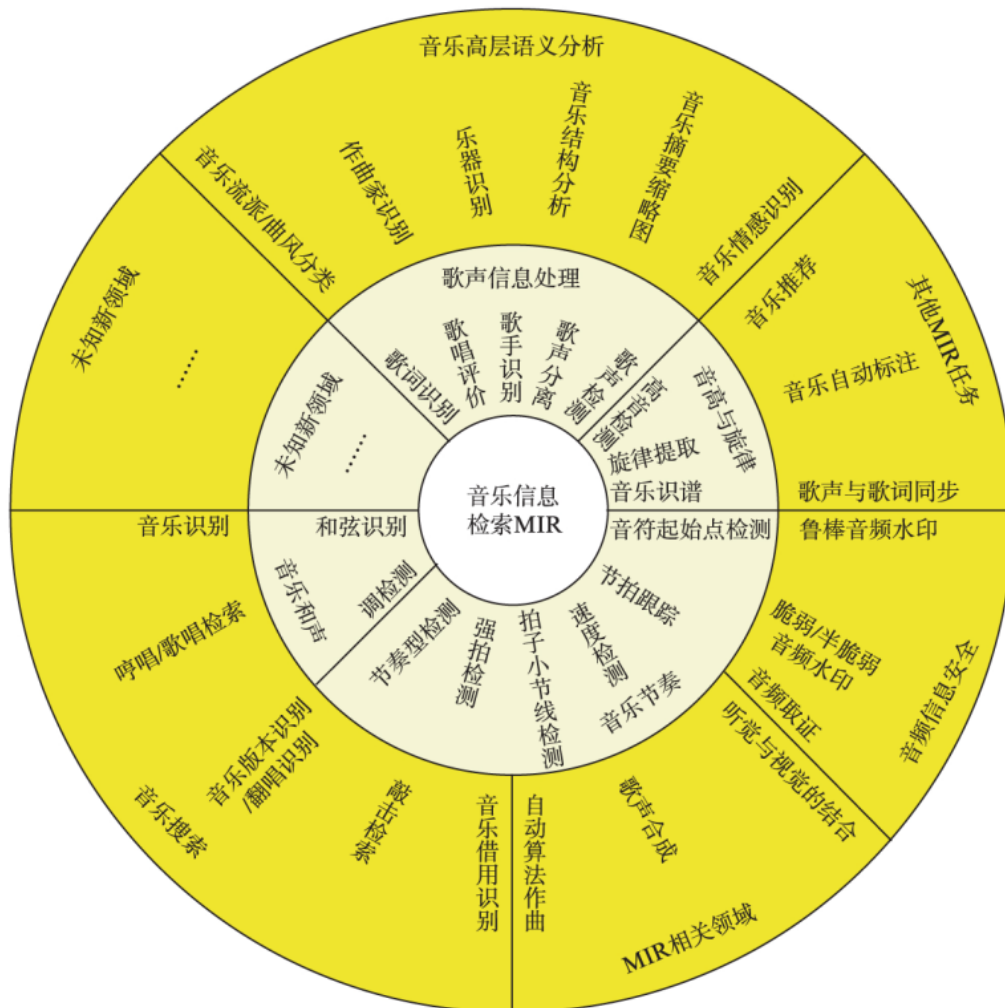 音乐高层语义分析
音乐流派/曲风分类
作曲家识别
乐器识别
音乐结构分析
音乐摘要缩略图
音乐情感识别
其他MIR任务
音乐推荐
音乐自动标注
歌声与歌词同步
音频信息安全
鲁棒音频水印
脆弱/半脆弱
音频水印
音频取证
MIR相关领域
听觉与视觉的结合
歌声合成
自动算法作曲
音乐搜索
音乐借用识别
敲击检索
音乐版本识别
/翻唱识别
哼唱/歌唱检索
音乐识别
未知新领域
……
歌声信息处理
歌词识别
歌唱评价
歌手识别
歌声分离
歌声检测
音高与旋律
高音检测
旋律提取
音乐识谱
音乐节奏
音符起始点检测
节拍跟踪
速度检测
拍子小节线检测
强拍检测
节奏型检测
音乐和声
调检测
和弦识别
未知新领域
……
音乐信息
检索MIR